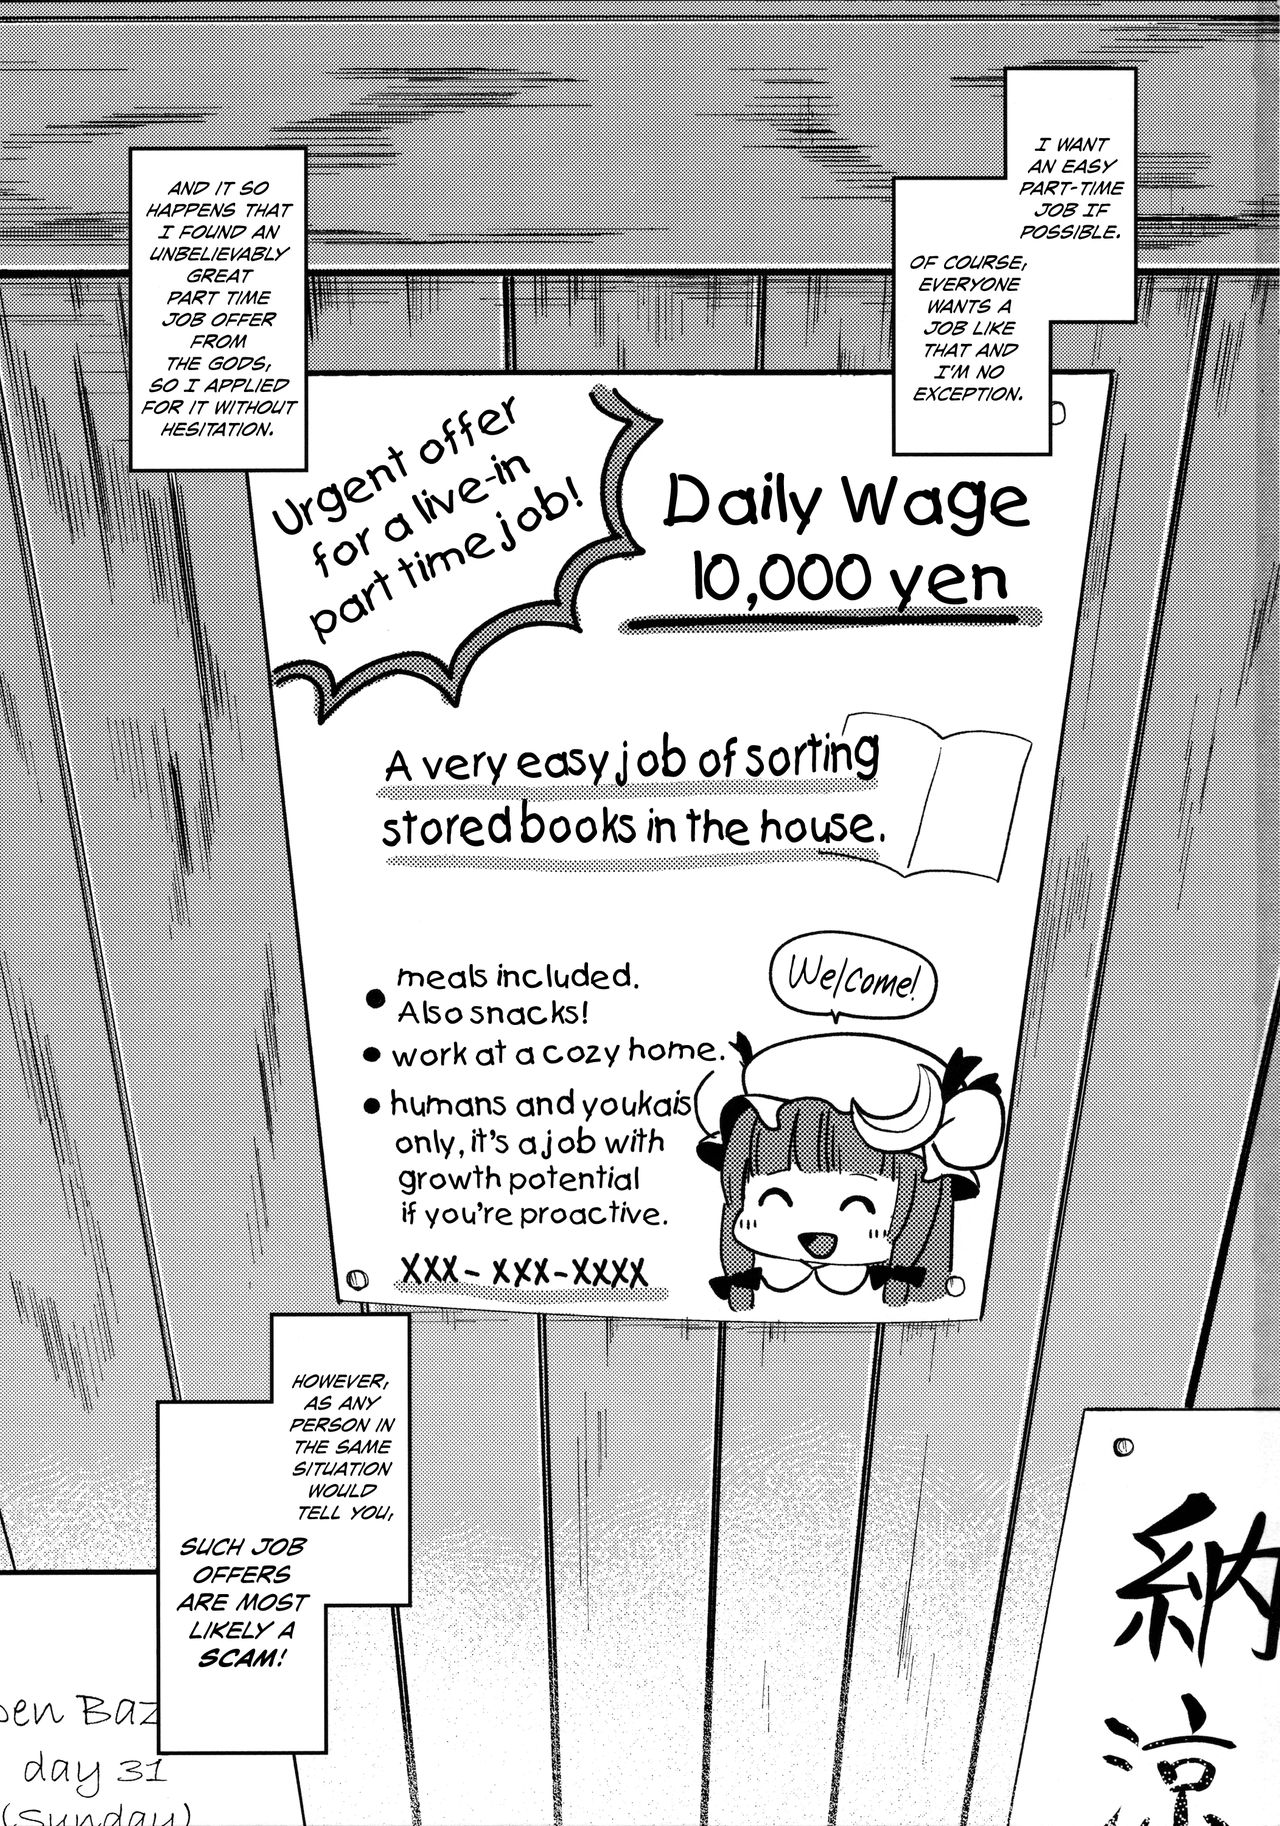 I WANT
AN EASY
PART-TIME
JOB IF
POSSIBLE.
OF COURSE,
EVERYONE
WANTS A
JOB LIKE
THAT AND
I'M NO
EXCEPTION.
AND IT SO
HAPPENS THAT
I FOUND AN
UNBELIEVABLY
GREAT
PART TIME
JOB OFFER
FROM
THE GODS,
SO I APPLIED
FOR IT WITHOUT
HESITATION.
Urgent offer
for a live-in
part time job!
Daily Wage
10,000 yen
A very easy job of sorting
stored books in the house.
meals included.
Also snacks!
work at a cozy home.
humans and youkais
only, it's a job with
growth potential
if you're proactive.
xxx-xxx-xxxx
Welcome!
HOWEVER,
AS ANY
PERSON IN
THE SAME
SITUATION
WOULD
TELL YOU,
SUCH JOB
OFFERS
ARE MOST
LIKELY A
SCAM!
day 31
(Sunday)
納
涼